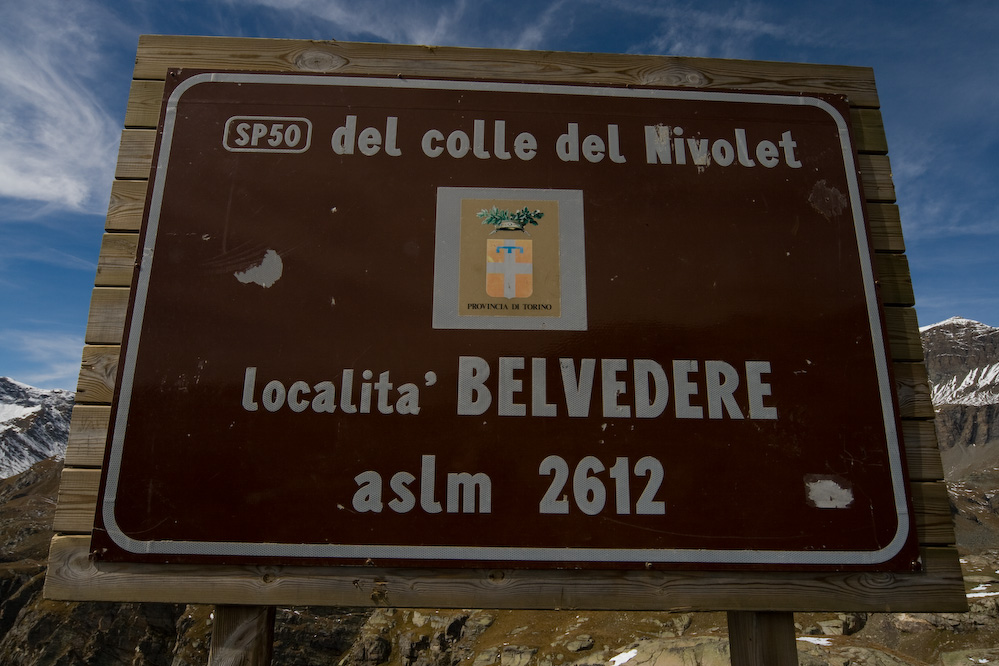 SP50 del colle del Nivolet
PROVINCIA DI TORINO
localita' BELVEDERE
aslm 2612